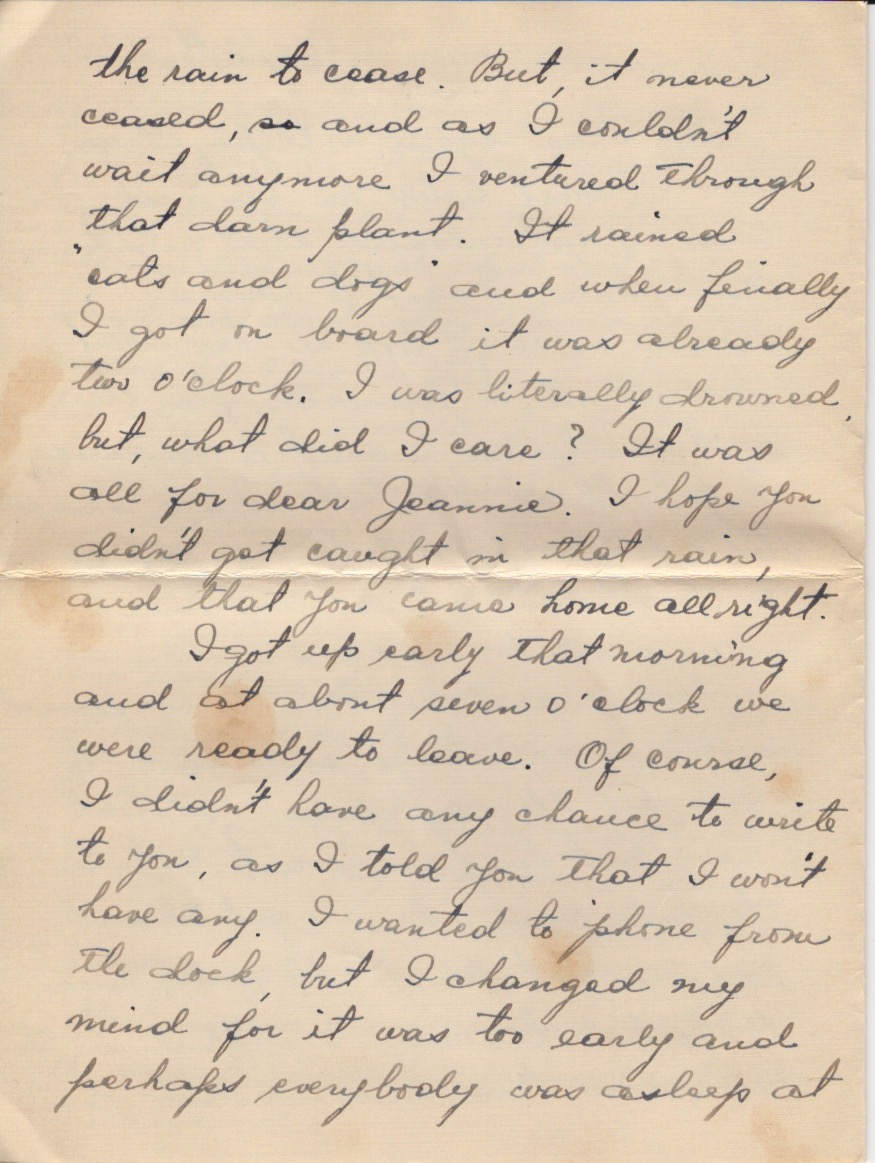 the rain to cease. But, it never
ceased, so and as I couldn't
wait anymore I ventured through
that darn plant. It rained
"cats and dogs" and when finally
I got on board it was already
two o'clock. I was literally drowned,
but, what did I care? It was
all for dear Jeannie. I hope you
didn't get caught in that rain,
and that you came home all right.
I got up early that morning
and at about seven o'clock we
were ready to leave. Of course,
I didn't have any chance to write
to you, as I told you that I won't
have any. I wanted to 'phone from
the dock, but I changed my
mind for it was too early and
perhaps everybody was asleep at